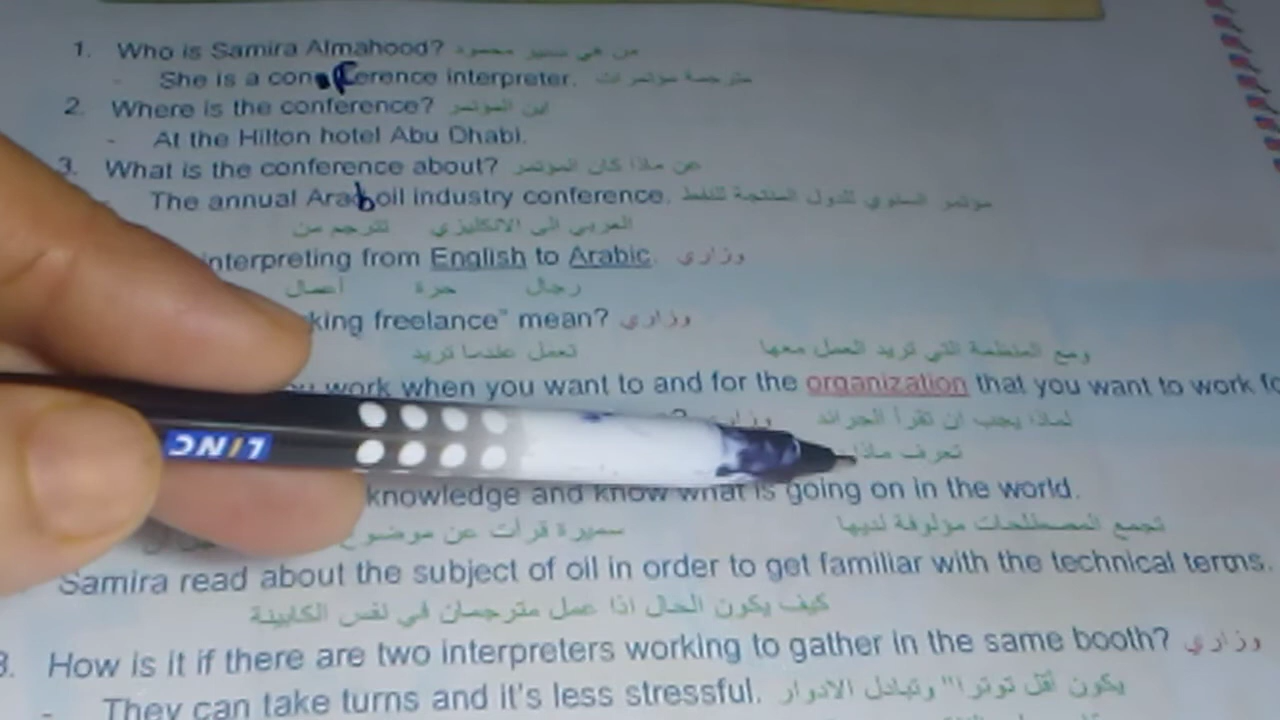 1. Who is Samira Almahood? من هي سمير محمود
- She is a conference interpreter. مترجمة مؤتمرات
2. Where is the conference? اين المؤتمر
- At the Hilton hotel Abu Dhabi.
3. What is the conference about? عن ماذا كان المؤتمر
The annual Arab oil industry conference. مؤتمر السنوي للدول المنتجة للنفط
العربي الى الانكليزي تترجم من
interpreting from English to Arabic. وزاري
رجال حرة أعمال
king freelance" mean? وزاري
ومع المنظمة التي تريد العمل معها تعمل عندما تريد
work when you want to and for the organization that you want to work fo
لماذا يجب ان تقرأ الجرائد وزاري ?
تعرف ماذا
LINC
knowledge and know what is going on in the world.
تجمع المصطلحات مؤلوفة لديها سميرة قرأت عن موضوع
Samira read about the subject of oil in order to get familiar with the technical terms.
كيف يكون الحال اذا عمل مترجمان في نفس الكابينة
8. How is it if there are two interpreters working to gather in the same booth? وزاري
- They can take turns and it's less stressful. يكون أقل توترا" وتبادل الادوار